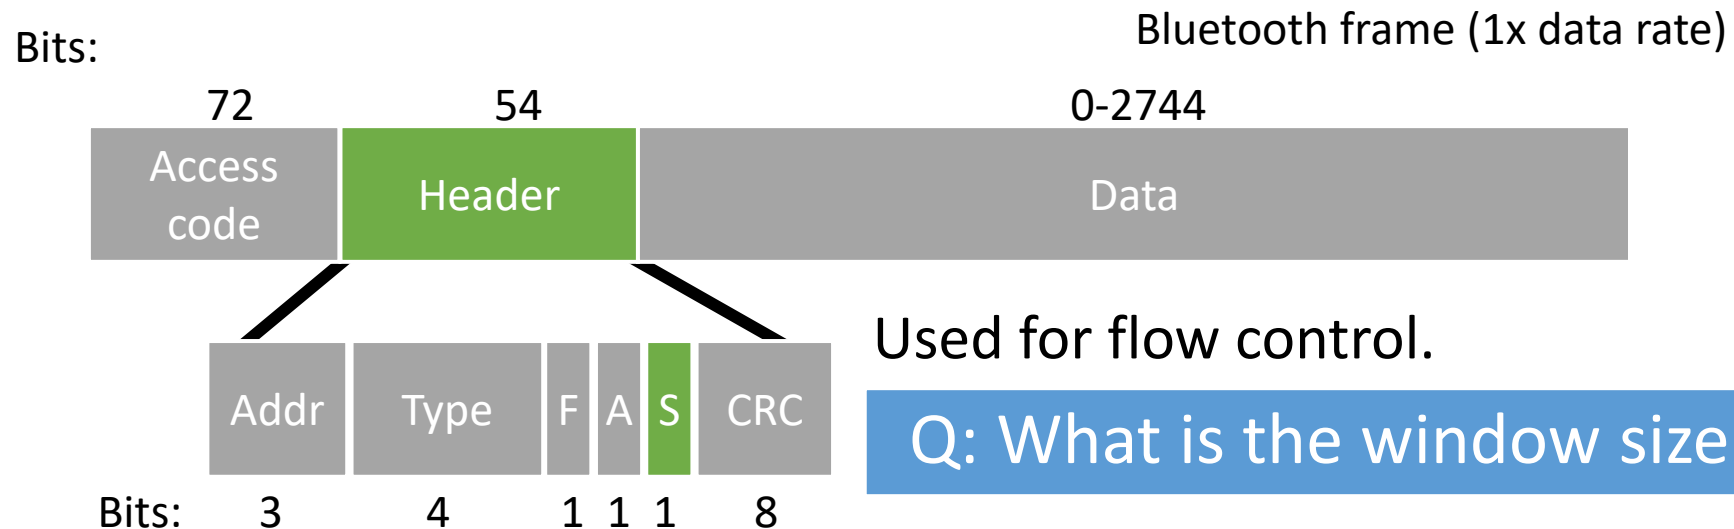 Bits:
Bluetooth frame (1x data rate)
72 54 0-2744
Access
code
Header
Data
Used for flow control.
Addr Type F A S CRC
Q: What is the window size
Bits: 3 4 1 1 1 8